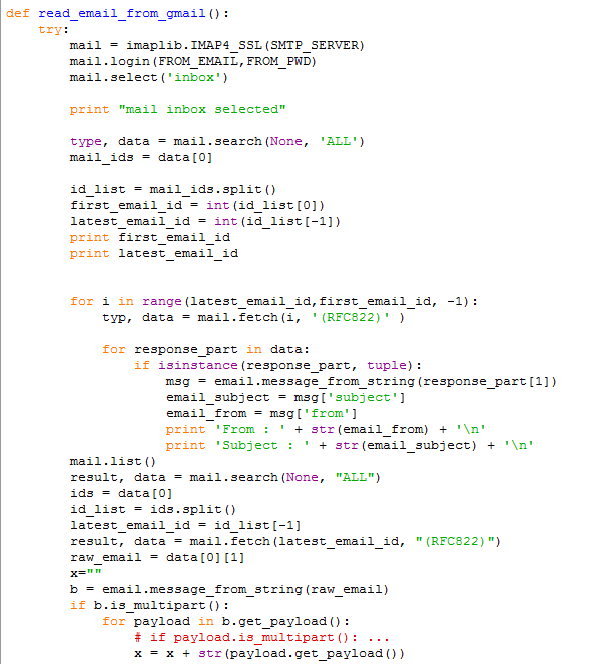 def read_email_from_gmail():
    try:
        mail = imaplib.IMAP4_SSL(SMTP_SERVER)
        mail.login(FROM_EMAIL,FROM_PWD)
        mail.select('inbox')

        print "mail inbox selected"

        type, data = mail.search(None, 'ALL')
        mail_ids = data[0]

        id_list = mail_ids.split()
        first_email_id = int(id_list[0])
        latest_email_id = int(id_list[-1])
        print first_email_id
        print latest_email_id


        for i in range(latest_email_id,first_email_id, -1):
            typ, data = mail.fetch(i, '(RFC822)' )

            for response_part in data:
                if isinstance(response_part, tuple):
                    msg = email.message_from_string(response_part[1])
                    email_subject = msg['subject']
                    email_from = msg['from']
                    print 'From : ' + str(email_from) + '\n'
                    print 'Subject : ' + str(email_subject) + '\n'
        mail.list()
        result, data = mail.search(None, "ALL")
        ids = data[0]
        id_list = ids.split()
        latest_email_id = id_list[-1]
        result, data = mail.fetch(latest_email_id, "(RFC822)")
        raw_email = data[0][1]
        x=""
        b = email.message_from_string(raw_email)
        if b.is_multipart():
            for payload in b.get_payload():
                # if payload.is_multipart(): ...
                x = x + str(payload.get_payload())